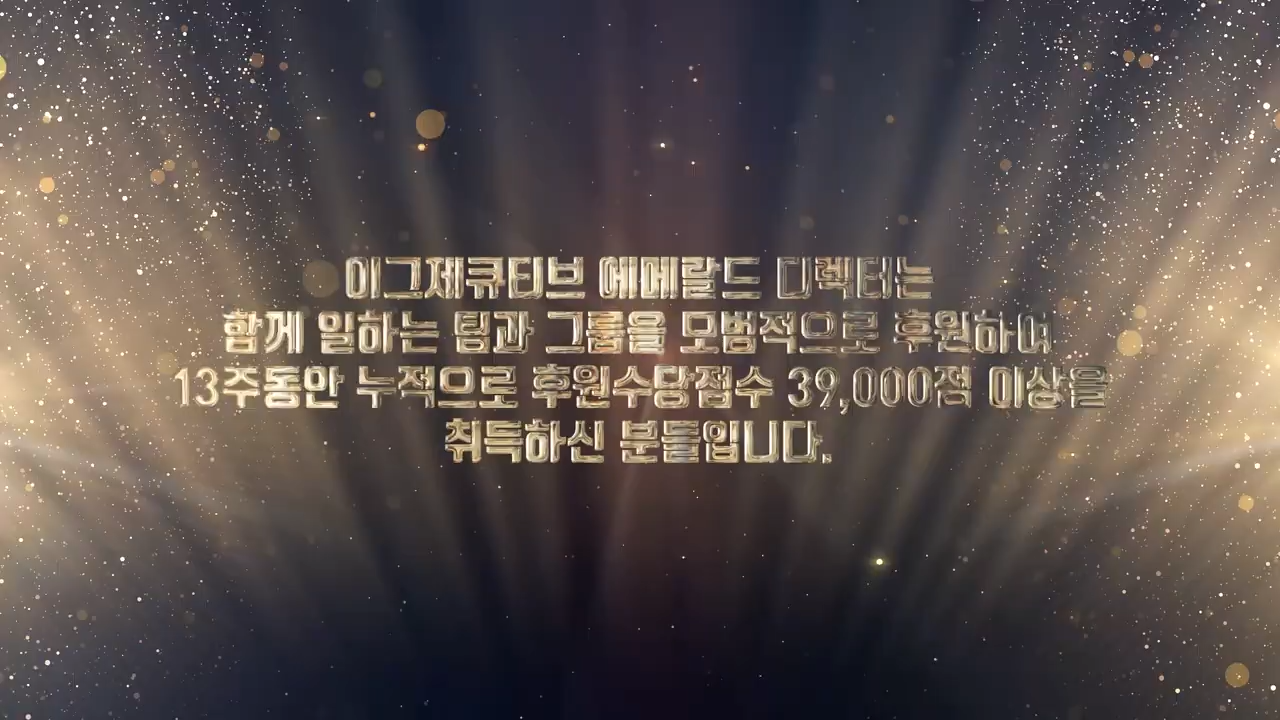 이그제큐티브 에메랄드 디렉터는
함께 일하는 팀과 그룹을 모범적으로 후원하여
13주동안 누적으로 후원수당점수 39,000점 이상을
취득하신 분들입니다.